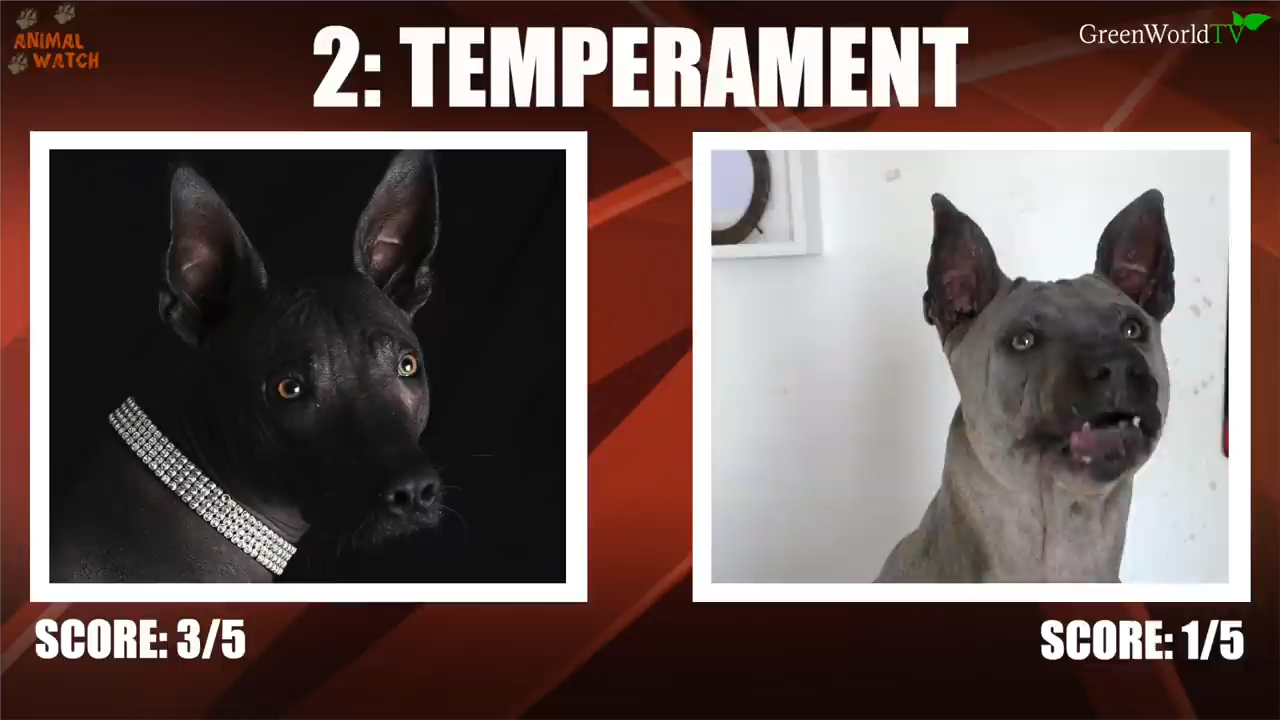 ANIMAL
WATCH
2: TEMPERAMENT
GreenWorldTV
SCORE: 3/5
SCORE: 1/5